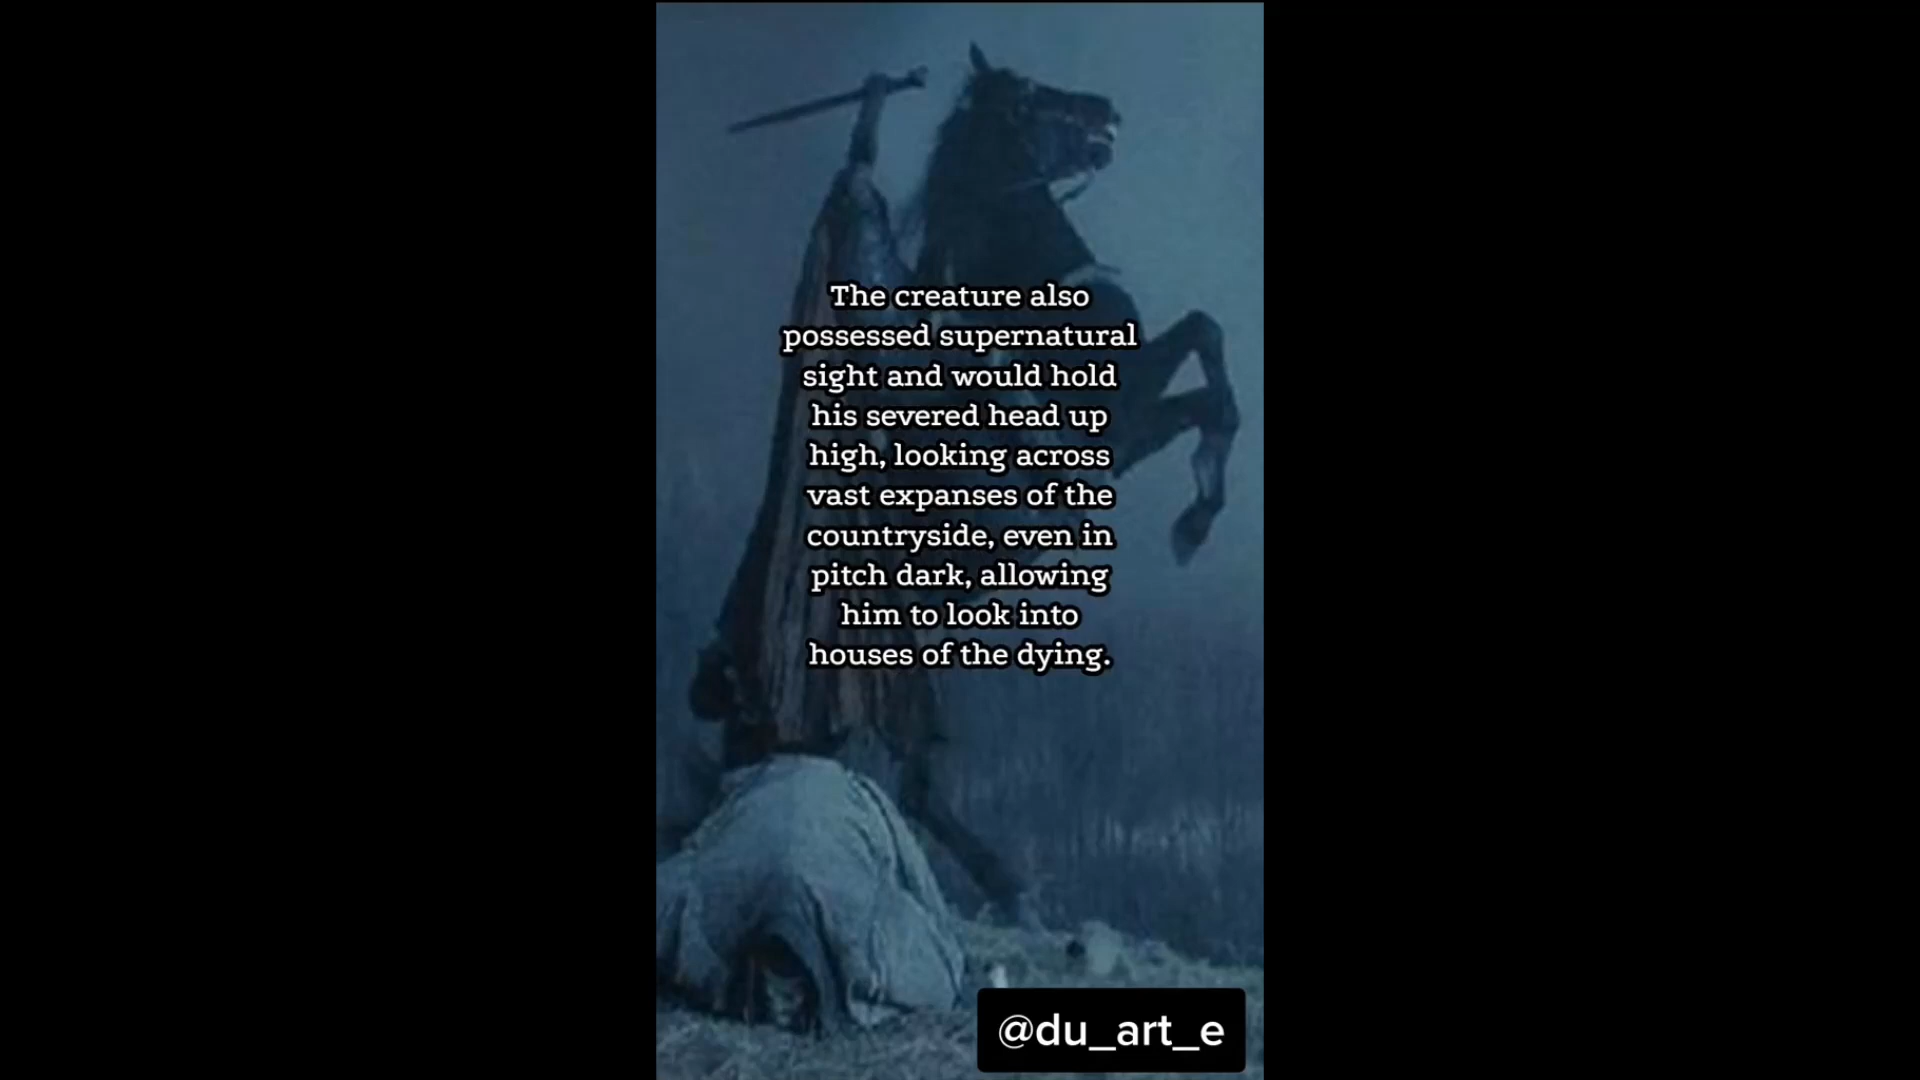 The creature also
possessed supernatural
sight and would hold
his severed head up
high, looking across
vast expanses of the
countryside, even in
pitch dark, allowing
him to look into
houses of the dying.
@du_art_e